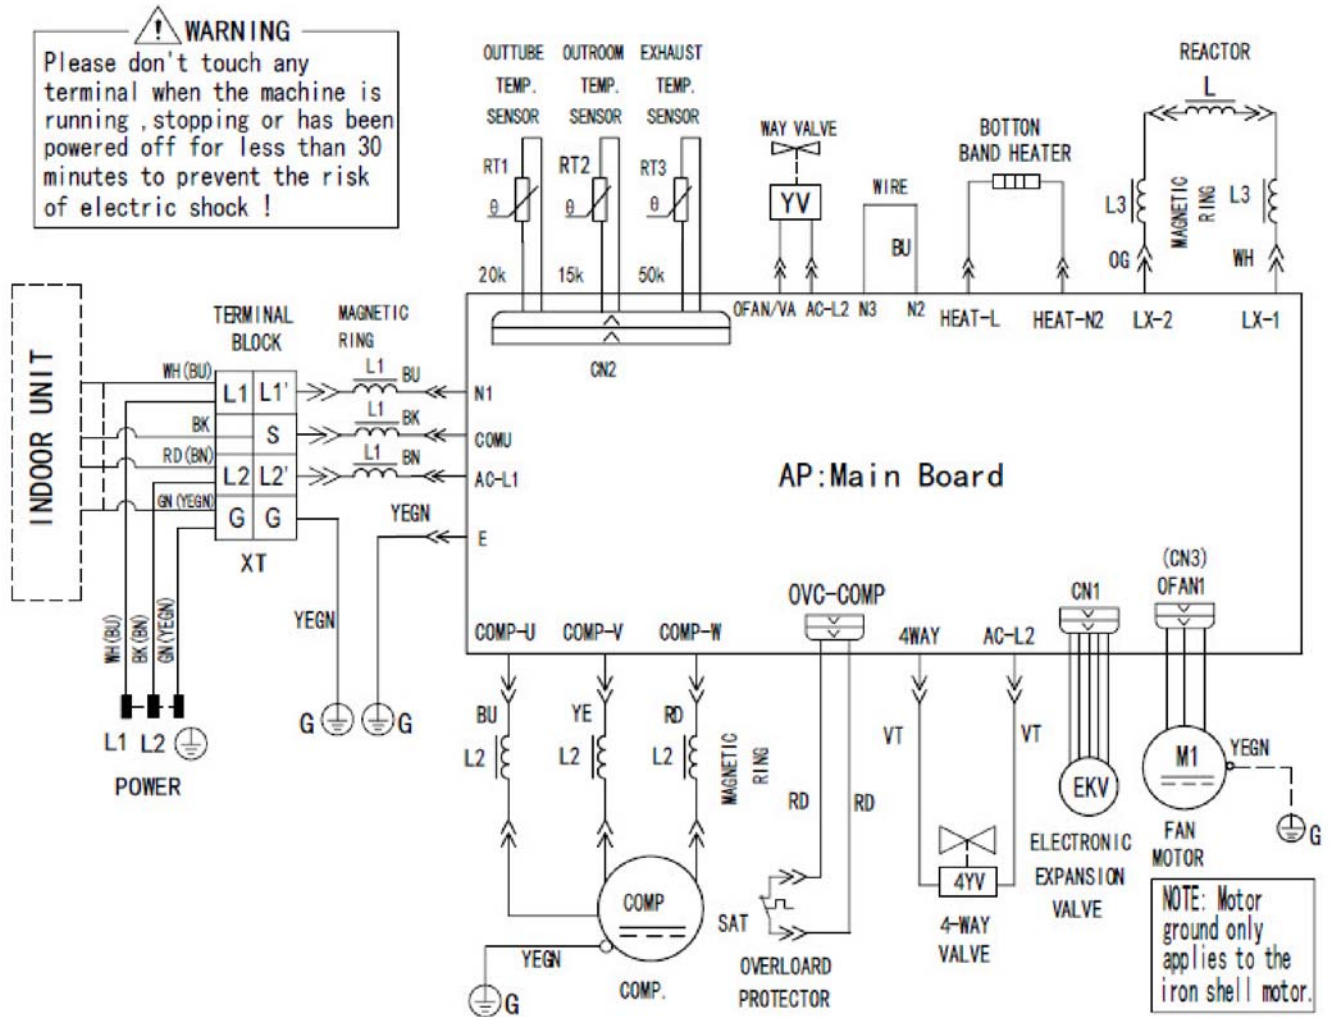 WARNING
Please don't touch any
terminal when the machine is
running ,stopping or has been
powered off for less than 30
minutes to prevent the risk
of electric shock !
OUTTUBE OUTROOM EXHAUST
TEMP. TEMP. TEMP.
SENSOR SENSOR SENSOR
RT1 RT2 RT3
θ θ θ
20k 15k 50k
CN2
WAY VALVE
YV
OFAN/VA AC-L2
WIRE
BU
N3 N2
BOTTON
BAND HEATER
HEAT-L HEAT-N2
REACTOR
L
L3 L3
MAGNETIC
RING
OG WH
LX-2 LX-1
INDOOR UNIT
TERMINAL
BLOCK
MAGNETIC
RING
WH(BU)
L1 L1'
L1 BU
N1
BK
S
L1 BK
COMU
RD(BN)
L2 L2'
L1 BN
AC-L1
GN(YEGN)
G G
XT
YEGN
E
YEGN
G G
WH(BU)
BK(BN)
GN(YEGN)
L1 L2
POWER
AP:Main Board
COMP-U COMP-V COMP-W
BU YE RD
L2 L2 L2
MAGNETIC
RING
COMP
YEGN
G
COMP.
OVC-COMP
RD RD
SAT
OVERLOARD
PROTECTOR
4WAY AC-L2
VT VT
4YV
4-WAY
VALVE
CN1
EKV
ELECTRONIC
EXPANSION
VALVE
(CN3)
OFAN1
M1
YEGN
G
FAN
MOTOR
NOTE: Motor
ground only
applies to the
iron shell motor.